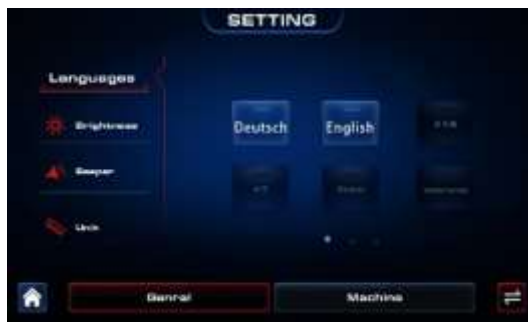 SETTING
Languages
Brightness
Deutsch English
Beeper
Unit
Genral Machine